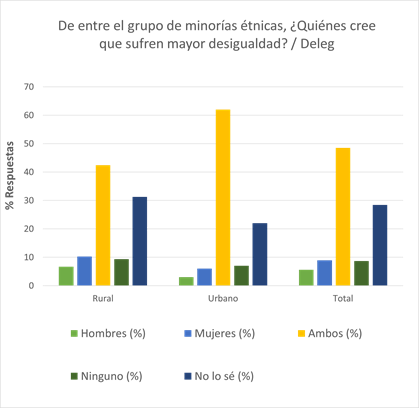 De entre el grupo de minorías étnicas, ¿Quiénes cree
que sufren mayor desigualdad? / Deleg
% Respuestas
70
60
50
40
30
20
10
0
Rural
Urbano
Total
Hombres (%)
Mujeres (%)
Ambos (%)
Ninguno (%)
No lo sé (%)